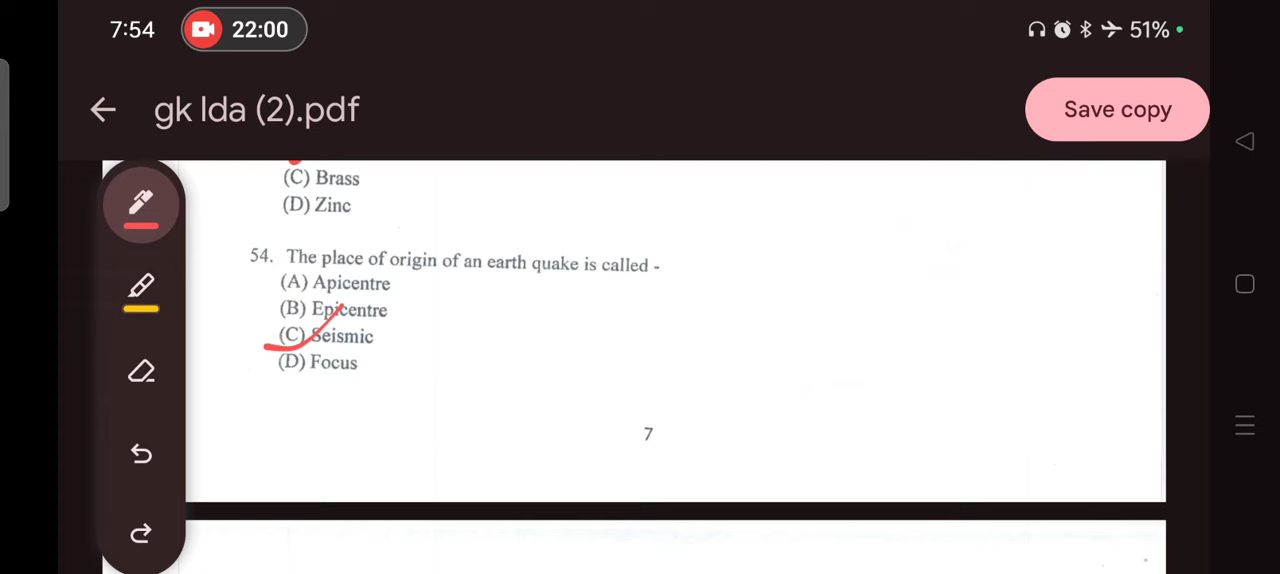 7:54
22:00
51%
gk lda (2).pdf
Save copy
(C) Brass
(D) Zinc
54. The place of origin of an earth quake is called -
(A) Apicentre
(B) Epicentre
(C) Seismic
(D) Focus
7